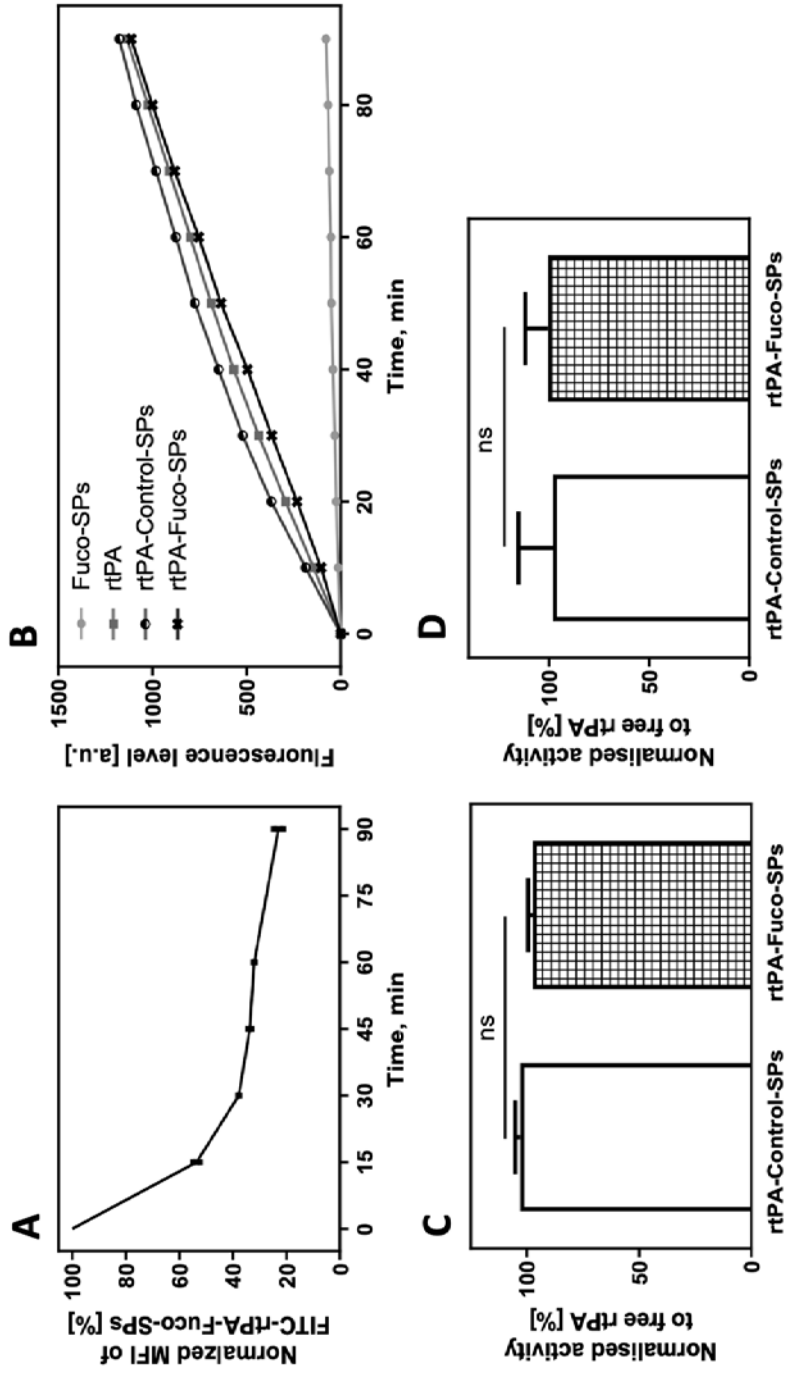 A
Normalized MFI of
FITC-rtPA-Fuco-SPs [%]
100
80
60
40
20
0
0
15
30
45
60
75
90
Time, min
B
Fluorescence level [a.u.]
1500
1000
500
0
Fuco-SPs
rtPA
rtPA-Control-SPs
rtPA-Fuco-SPs
0
20
40
60
80
Time, min
C
Normalised activity
to free rtPA [%]
100
50
0
ns
rtPA-Control-SPs
rtPA-Fuco-SPs
D
Normalised activity
to free rtPA [%]
100
50
0
ns
rtPA-Control-SPs
rtPA-Fuco-SPs